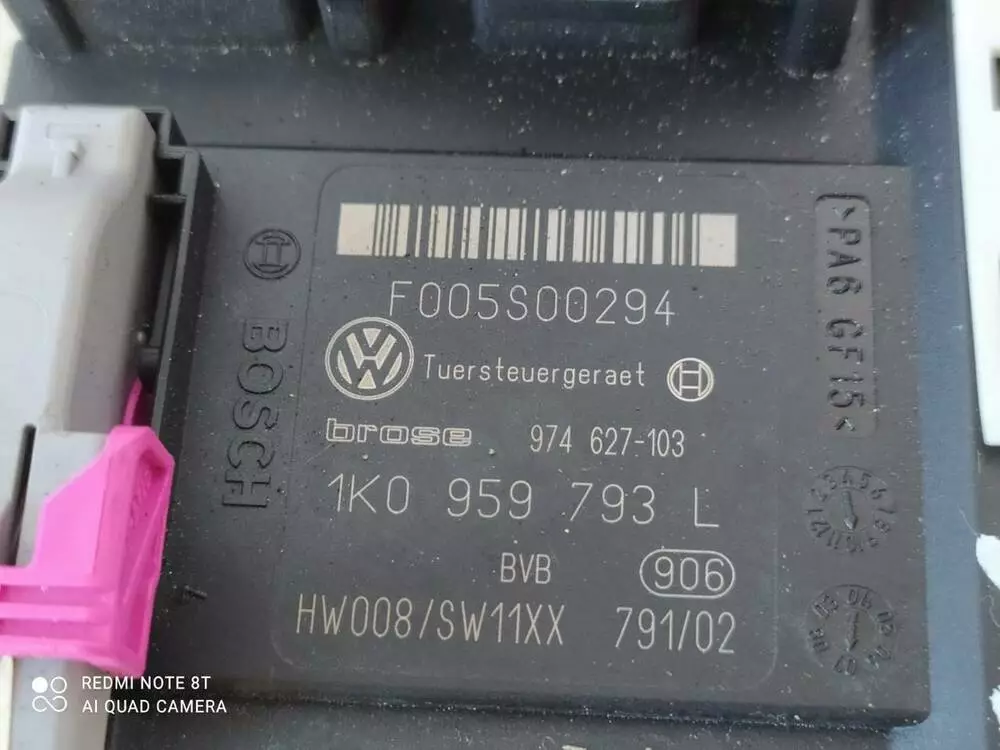 F005S00294
Tuersteuergeraet
brose 974 627-103
1K0 959 793 L
BVB 906
HW008/SW11XX 791/02
BOSCH
>PA6 GF15<
4
REDMI NOTE 8T
AI QUAD CAMERA